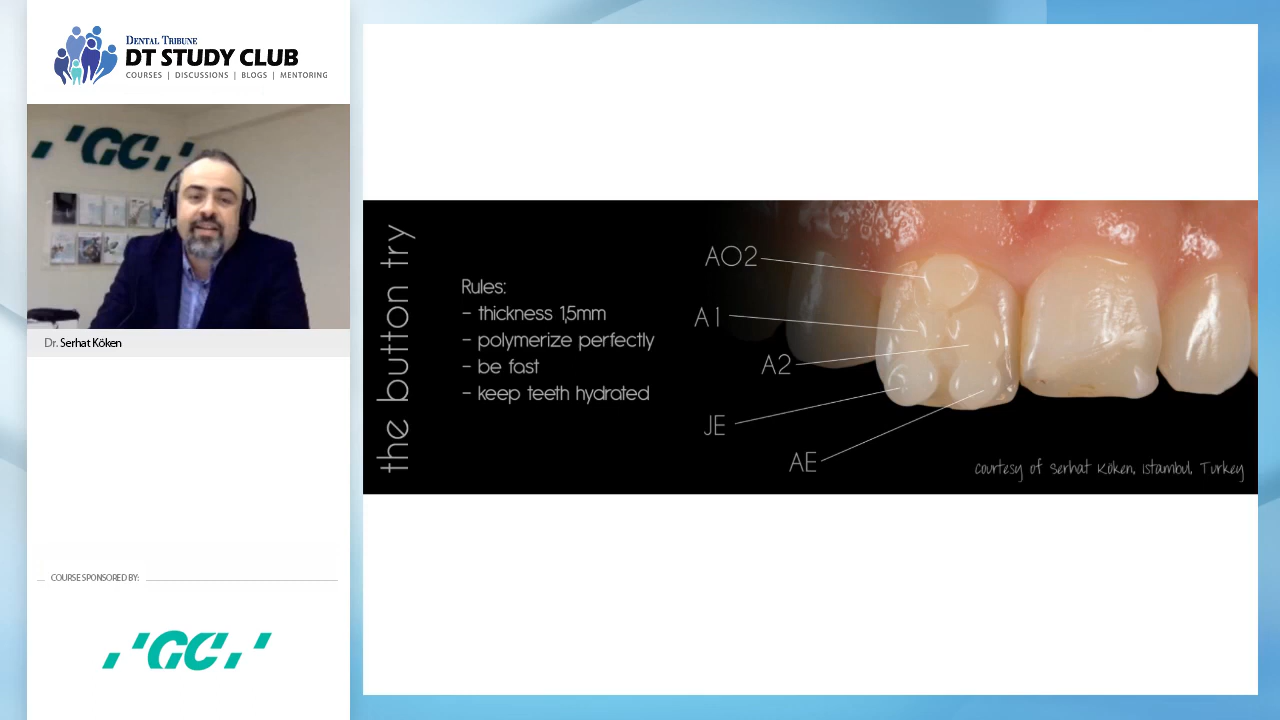 DENTAL TRIBUNE
DT STUDY CLUB
COURSES | DISCUSSIONS | BLOGS | MENTORING
GC
Dr. Serhat Köken
COURSE SPONSORED BY:
GC
the button try
Rules:
- thickness 1,5mm
- polymerize perfectly
- be fast
- keep teeth hydrated
AO2
A1
A2
JE
AE
courtesy of Serhat Köken, istambul, Turkey